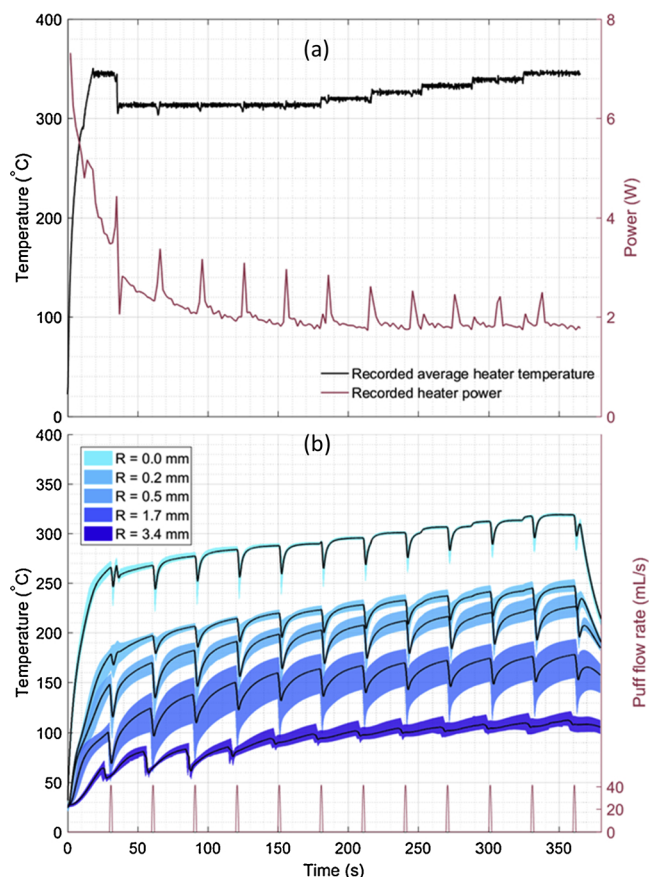 (a)
400
300
200
100
0
Temperature (°C)
8
6
4
2
0
Power (W)
Recorded average heater temperature
Recorded heater power
(b)
R = 0.0 mm
R = 0.2 mm
R = 0.5 mm
R = 1.7 mm
R = 3.4 mm
400
350
300
250
200
150
100
50
0
Temperature (°C)
Puff flow rate (mL/s)
40
20
0
0 50 100 150 200 250 300 350
Time (s)